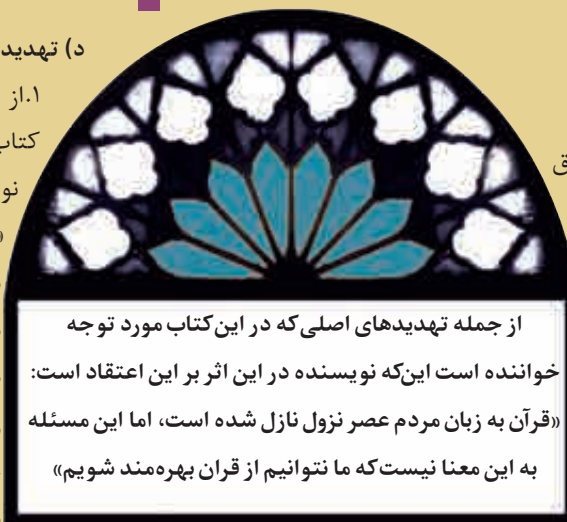 د) تهدید
۱.از
کتاب
نو
«
ق
از جمله تهدیدهای اصلی‌که در این‌کتاب مورد توجه
خواننده است این‌که نویسنده در این اثر بر این اعتقاد است:
«قرآن به زبان مردم عصر نزول نازل شده است، اما این مسئله
به این معنا نیست‌که ما نتوانیم از قران بهره‌مند شویم»